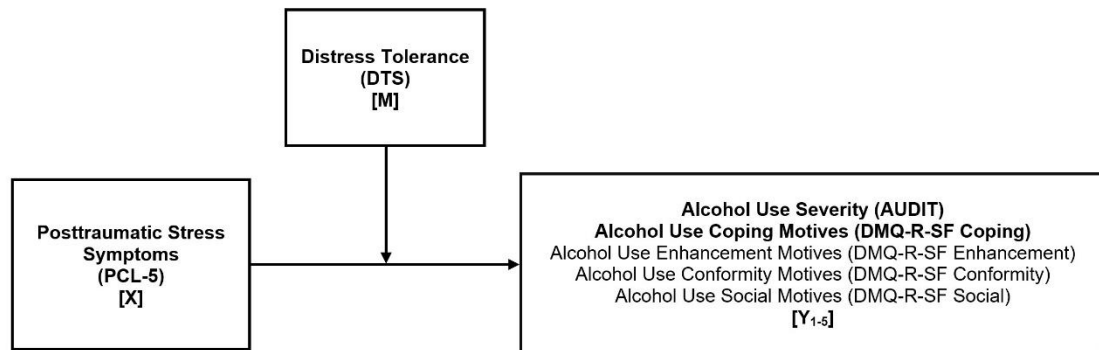 Distress Tolerance
(DTS)
[M]
Posttraumatic Stress
Symptoms
(PCL-5)
[X]
Alcohol Use Severity (AUDIT)
Alcohol Use Coping Motives (DMQ-R-SF Coping)
Alcohol Use Enhancement Motives (DMQ-R-SF Enhancement)
Alcohol Use Conformity Motives (DMQ-R-SF Conformity)
Alcohol Use Social Motives (DMQ-R-SF Social)
[Y1-5]